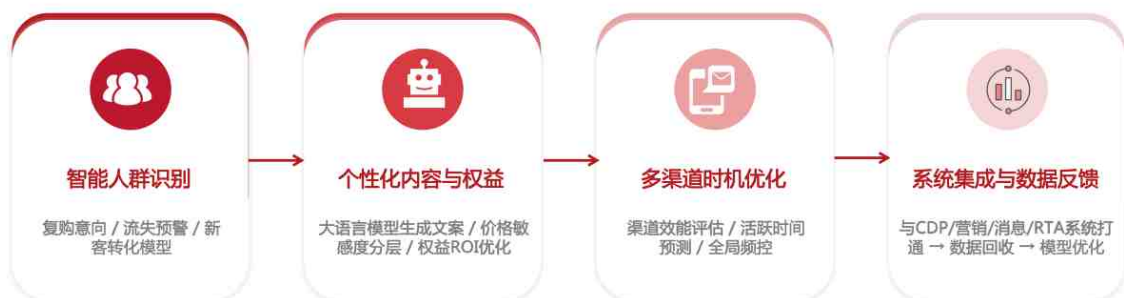 智能人群识别
复购意向 / 流失预警 / 新
客转化模型
个性化内容与权益
大语言模型生成文案 / 价格敏
感度分层 / 权益ROI优化
多渠道时机优化
渠道效能评估 / 活跃时间
预测 / 全局频控
系统集成与数据反馈
与CDP/营销/消息/RTA系统打
通 → 数据回收 → 模型优化